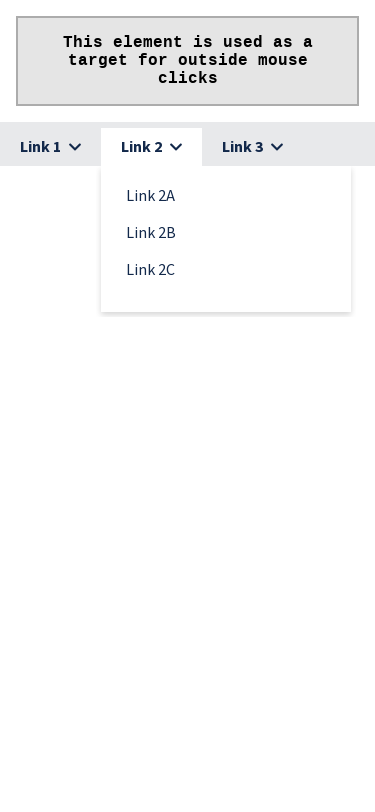 This element is used as a
target for outside mouse
clicks
Link 1 Link 2 Link 3
Link 2A
Link 2B
Link 2C